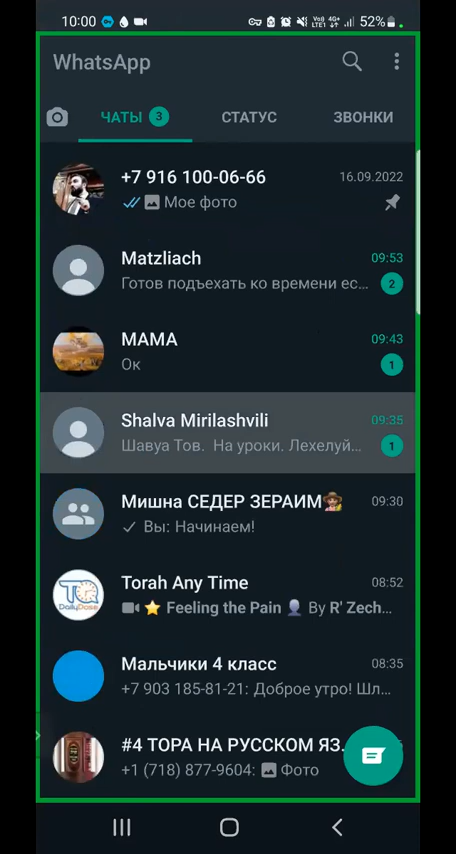 10:00 52%
WhatsApp
ЧАТЫ 3 СТАТУС ЗВОНКИ
+7 916 100-06-66 16.09.2022
Мое фото
Matzliach 09:53
Готов подъехать ко времени ес... 2
МАМА 09:43
Ок 1
Shalva Mirilashvili 09:35
Шавуа Тов. На уроки. Лехелуй... 1
Мишна СЕДЕР ЗЕРАИМ 09:30
Вы: Начинаем!
Torah Any Time 08:52
Feeling the Pain By R' Zech...
Мальчики 4 класс 08:35
+7 903 185-81-21: Доброе утро! Шл...
#4 ТОРА НА РУССКОМ ЯЗ.
+1 (718) 877-9604: Фото